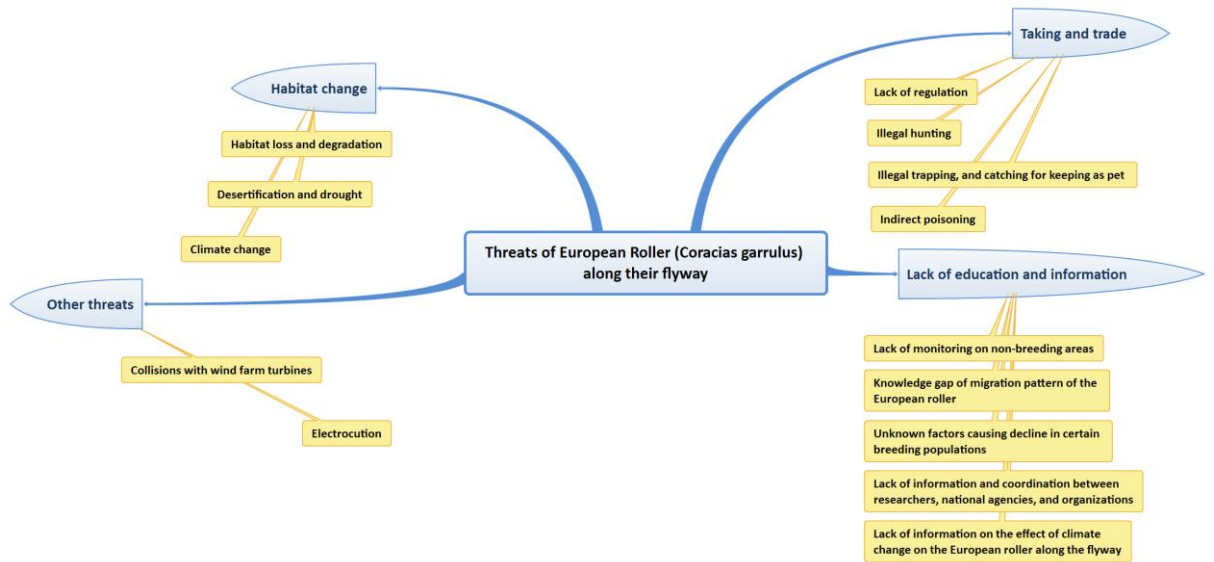 Threats of European Roller (Coracias garrulus)
along their flyway
Taking and trade
Lack of regulation
Illegal hunting
Illegal trapping, and catching for keeping as pet
Indirect poisoning
Lack of education and information
Lack of monitoring on non-breeding areas
Knowledge gap of migration pattern of the
European roller
Unknown factors causing decline in certain
breeding populations
Lack of information and coordination between
researchers, national agencies, and organizations
Lack of information on the effect of climate
change on the European roller along the flyway
Habitat change
Habitat loss and degradation
Desertification and drought
Climate change
Other threats
Collisions with wind farm turbines
Electrocution